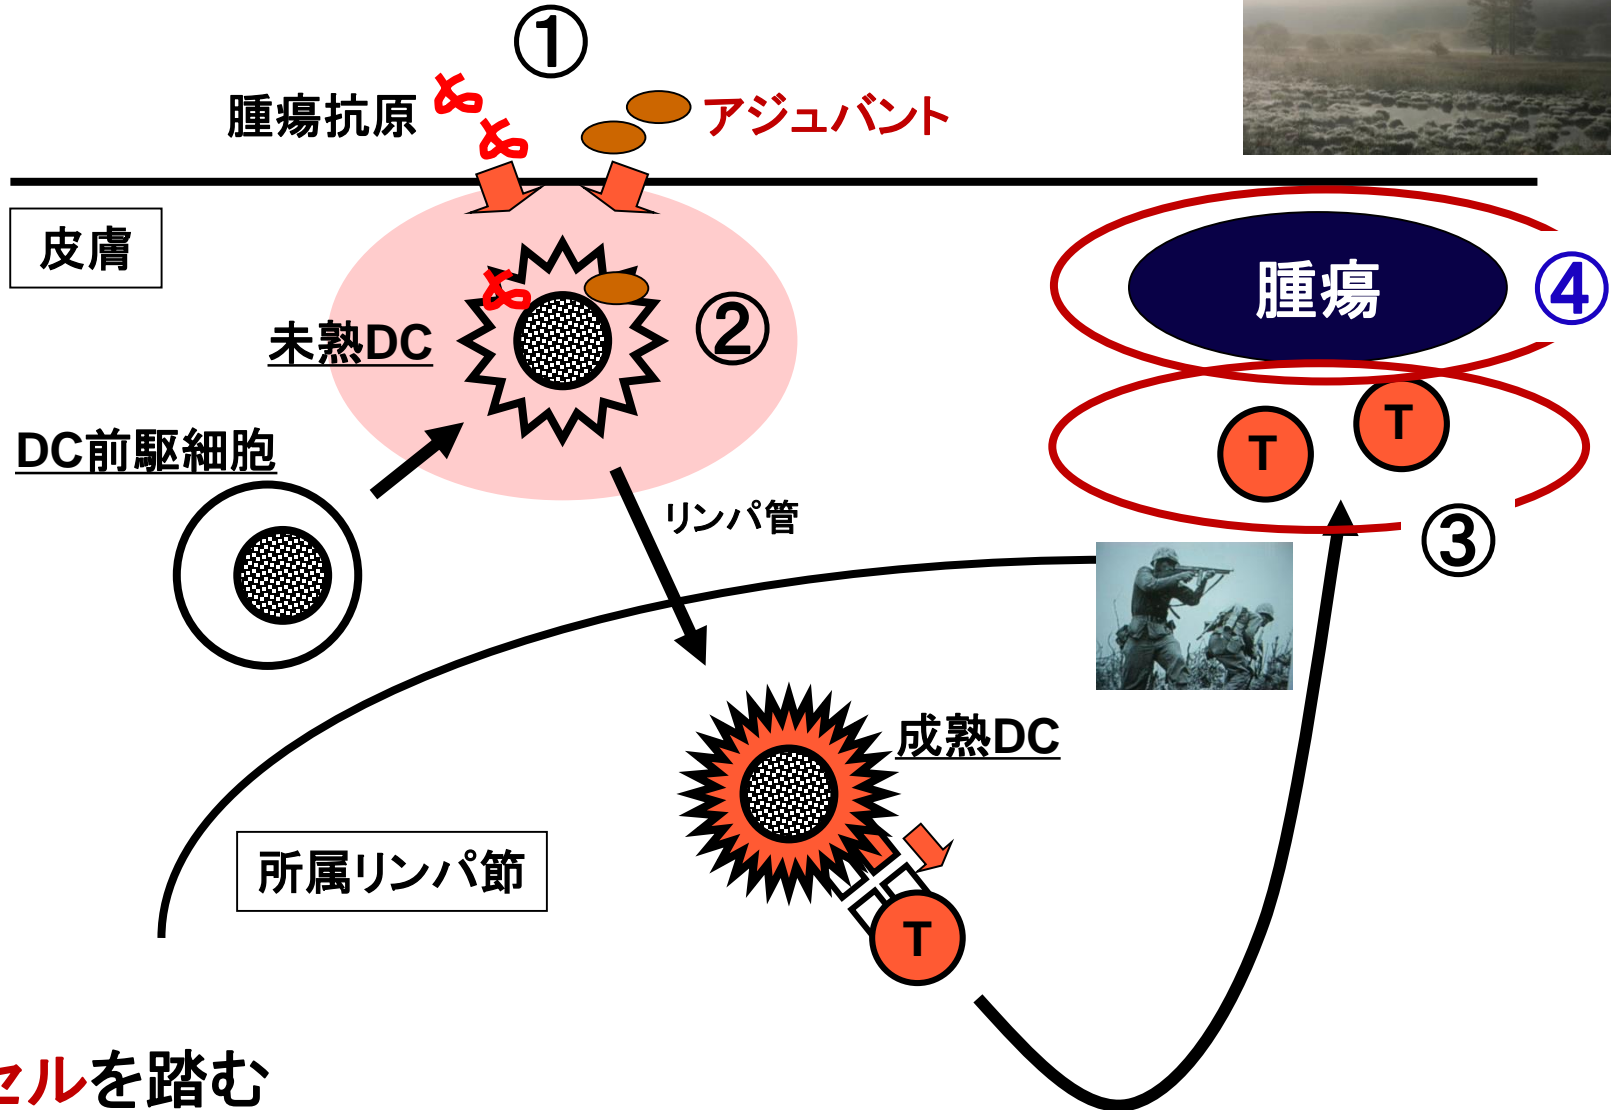 ①
腫瘍抗原
アジュバント
皮膚
腫瘍
④
未熟DC
②
DC前駆細胞
T
T
リンパ管
③
成熟DC
所属リンパ節
T
セルを踏む